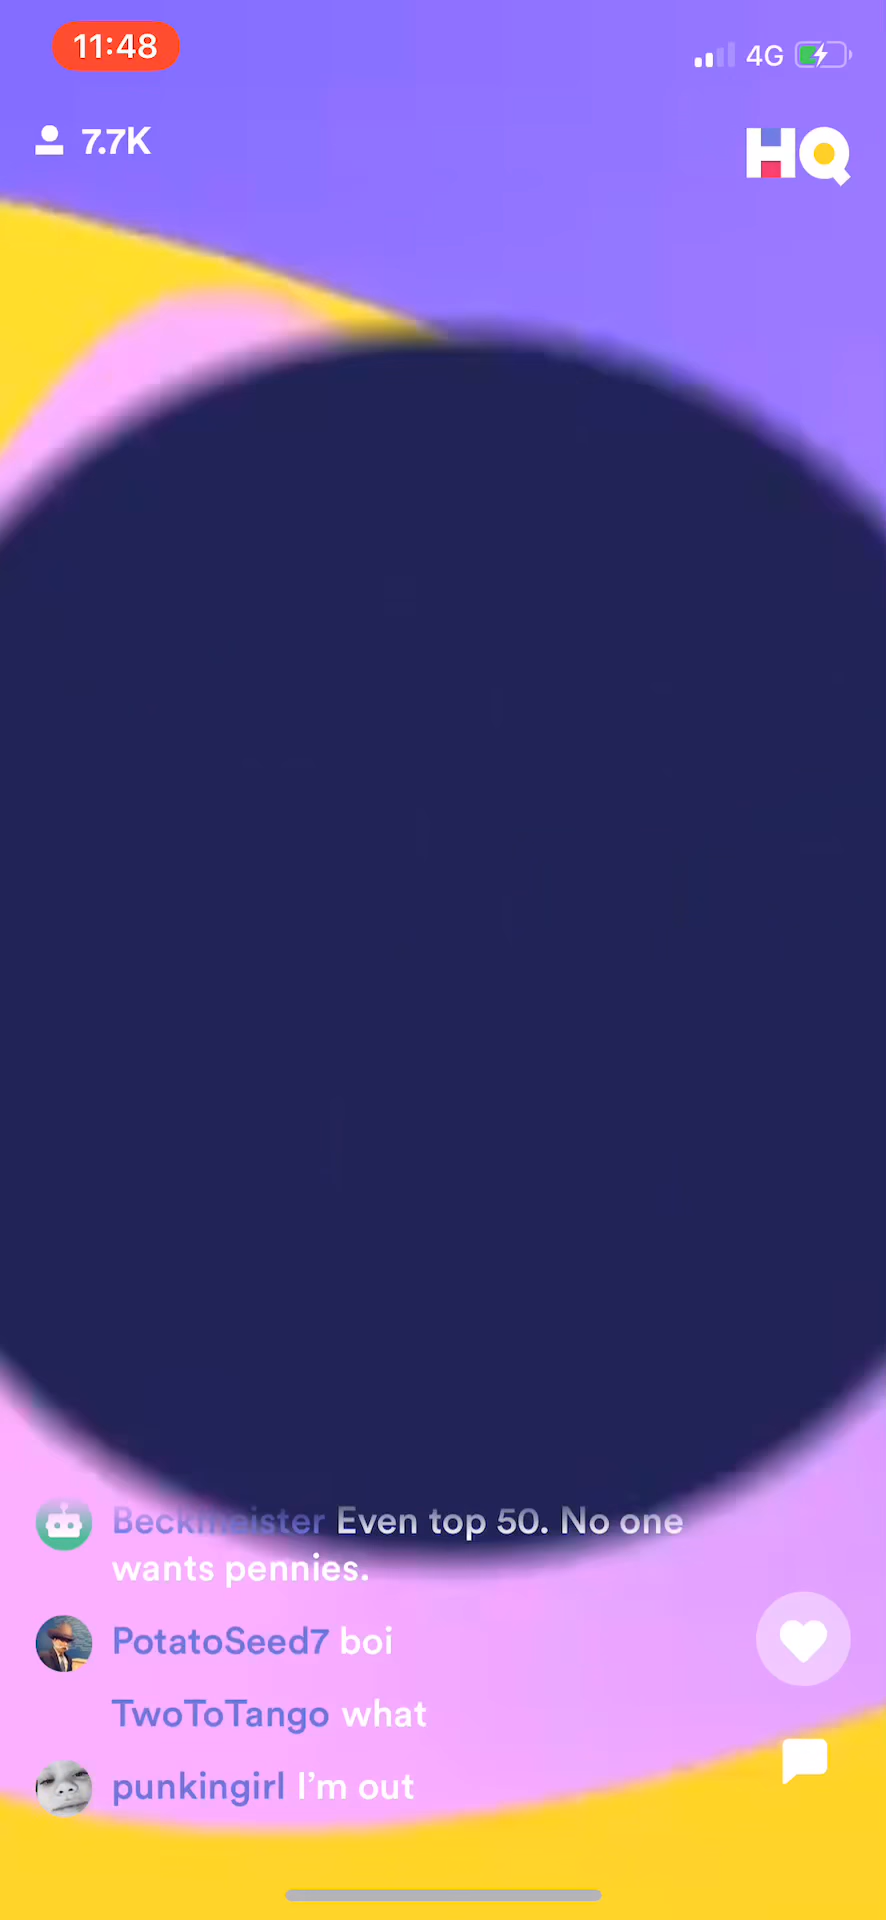 11:48
4G
7.7K
HQ
Beckmeister Even top 50. No one
wants pennies.
PotatoSeed7 boi
TwoToTango what
punkingirl I’m out